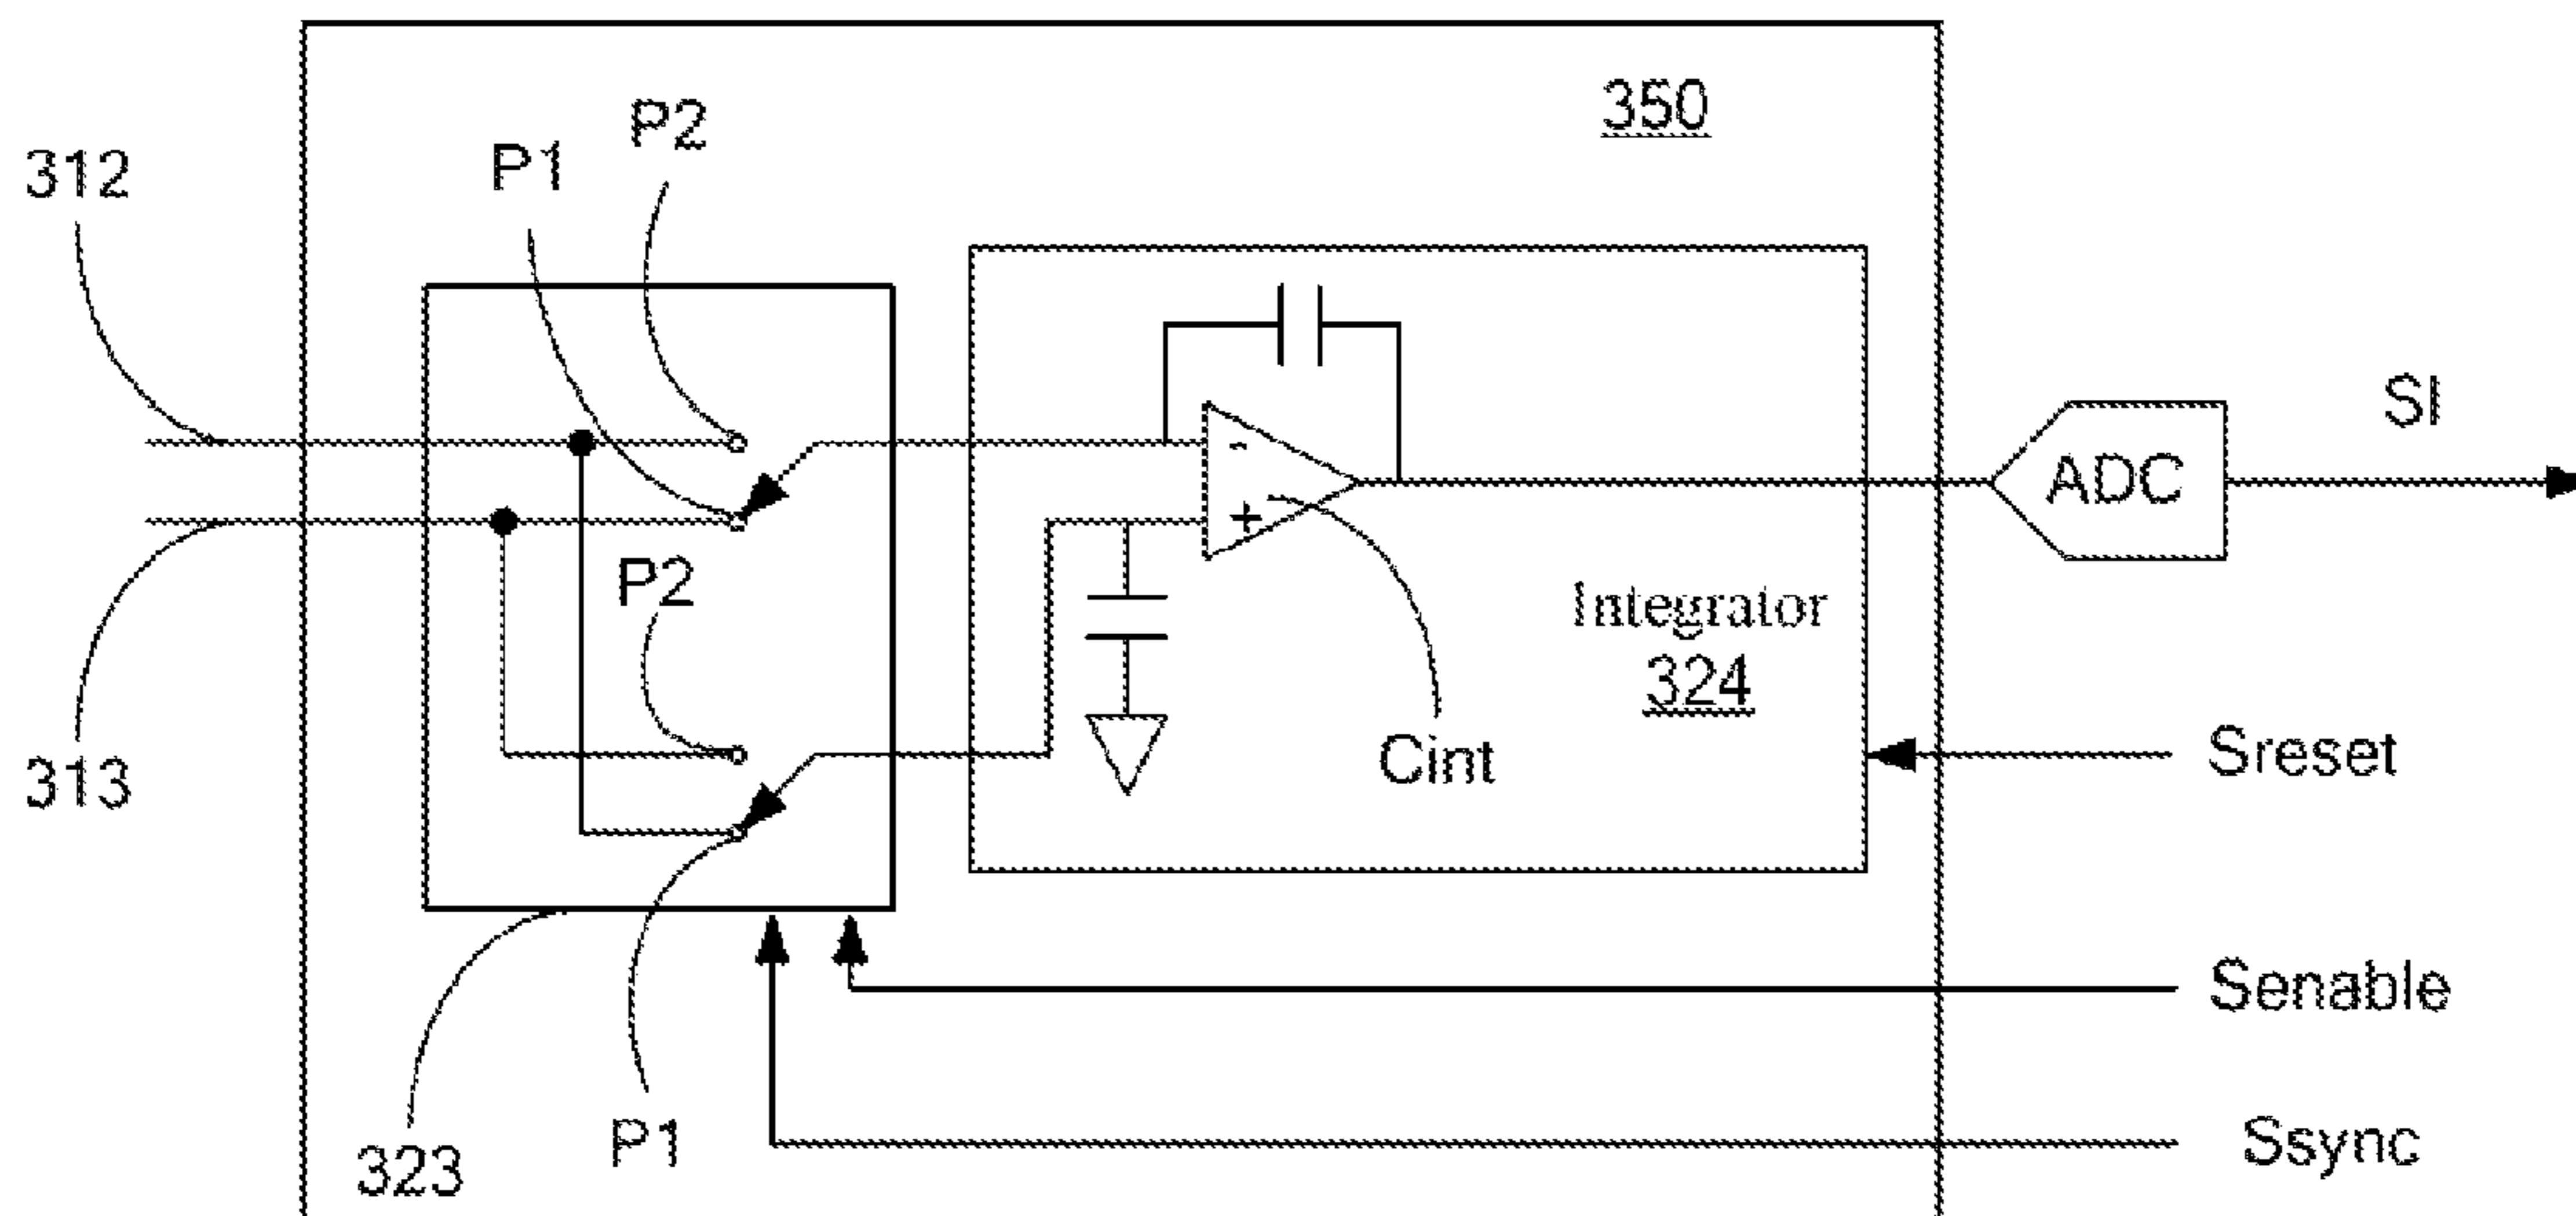 350
P2
P1
312
SI
ADC
-
+
P2
Integrator
324
313
Cint
Sreset
Senable
P1
323
Ssync